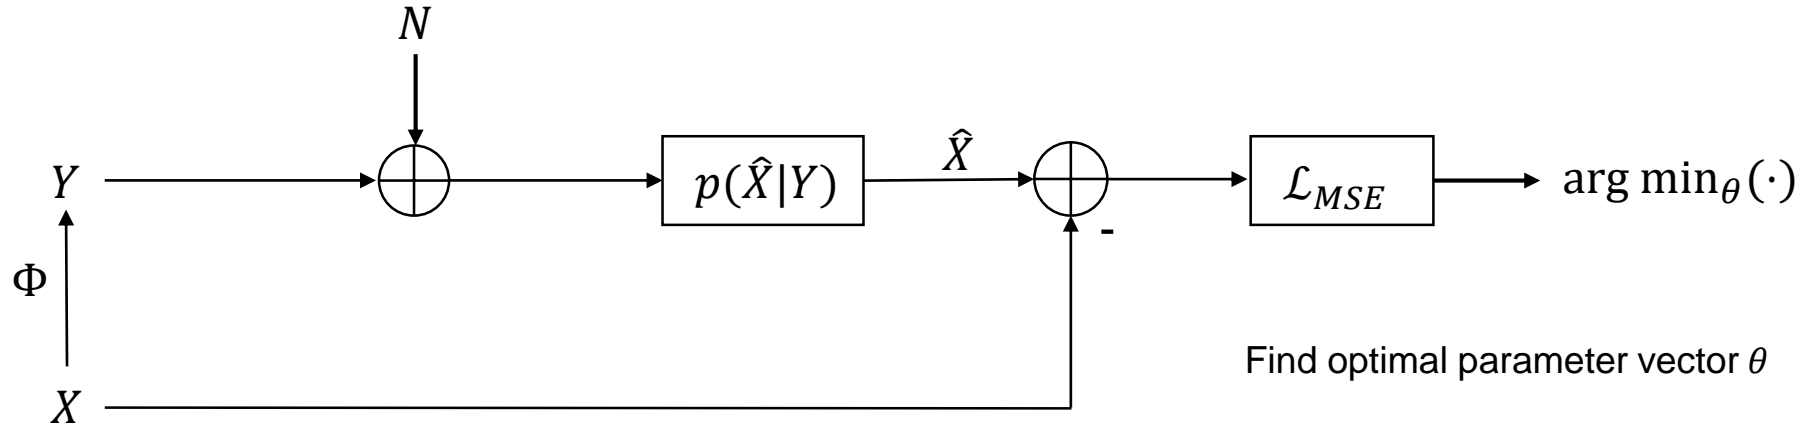 N
Y
p(X̂|Y)
X̂
-
ℒ_MSE
arg min_θ(·)
Φ
Find optimal parameter vector θ
X